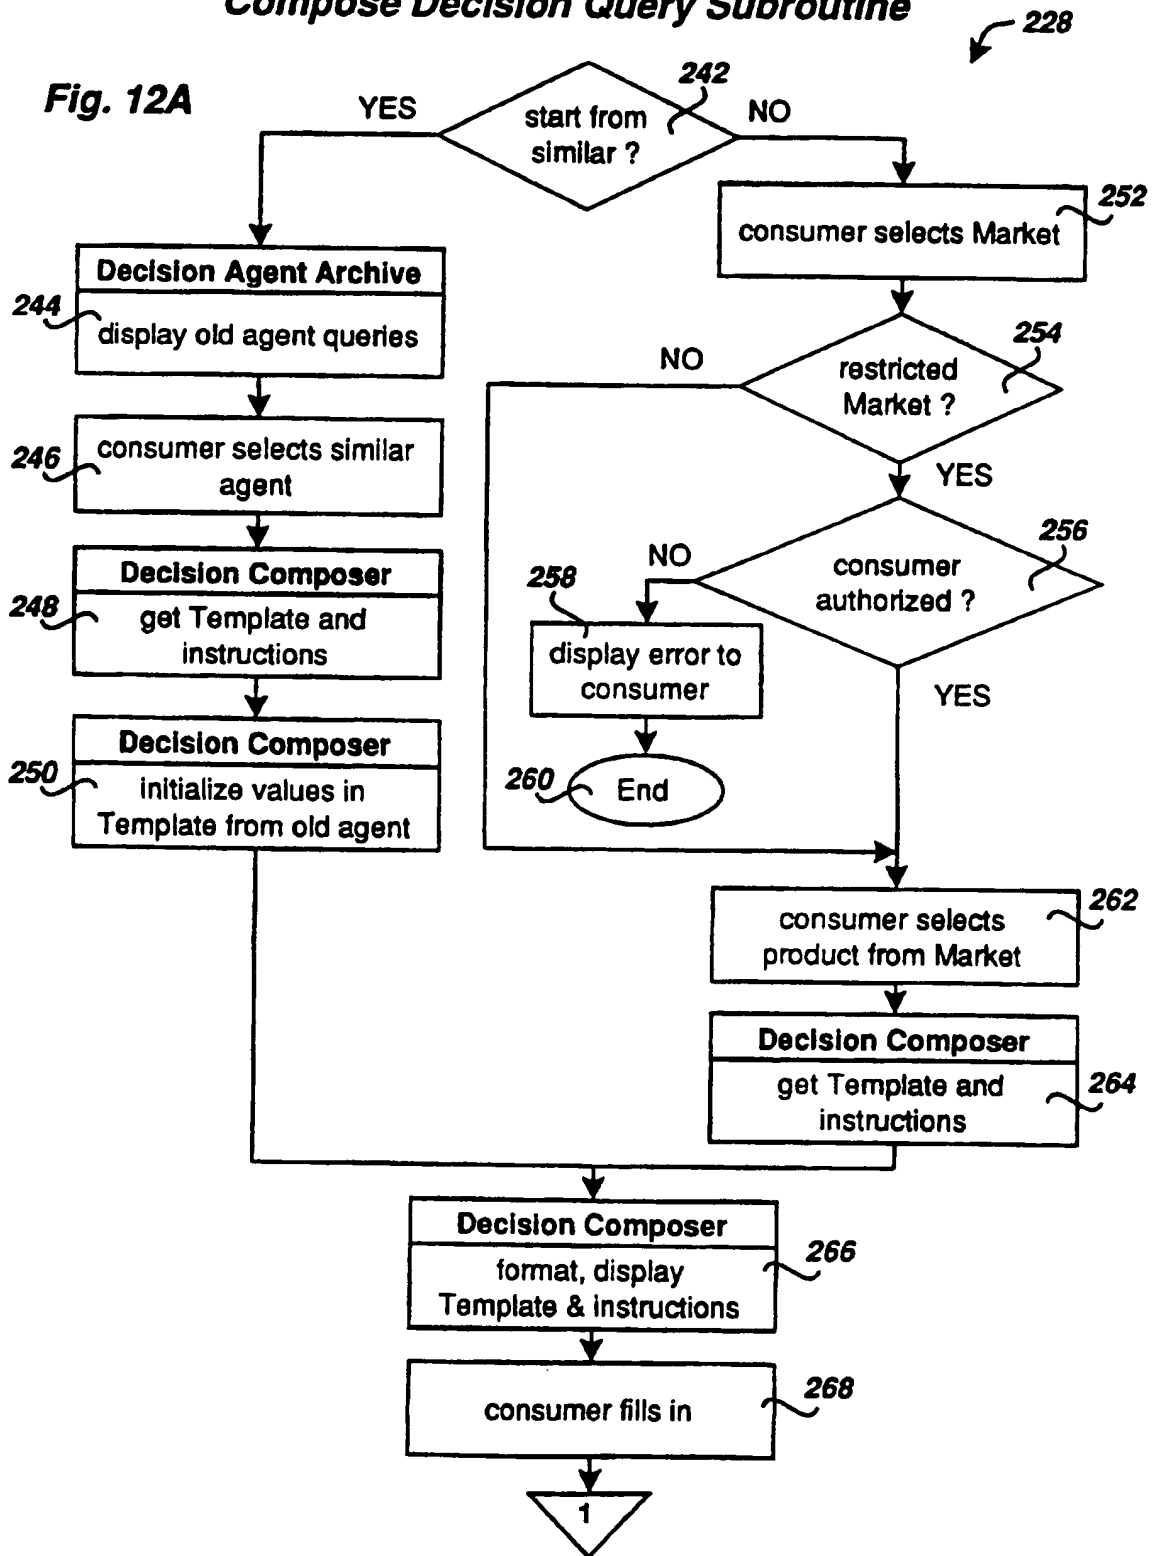 Compose Decision Query Subroutine
228
Fig. 12A
242
YES
NO
start from
similar ?
252
consumer selects Market
Decision Agent Archive
244
display old agent queries
254
NO
restricted
Market ?
YES
246
consumer selects similar
agent
256
NO
consumer
authorized ?
258
display error to
consumer
YES
Decision Composer
248
get Template and
instructions
Decision Composer
250
initialize values in
Template from old agent
260
End
262
consumer selects
product from Market
Decision Composer
264
get Template and
instructions
Decision Composer
266
format, display
Template & instructions
268
consumer fills in
1